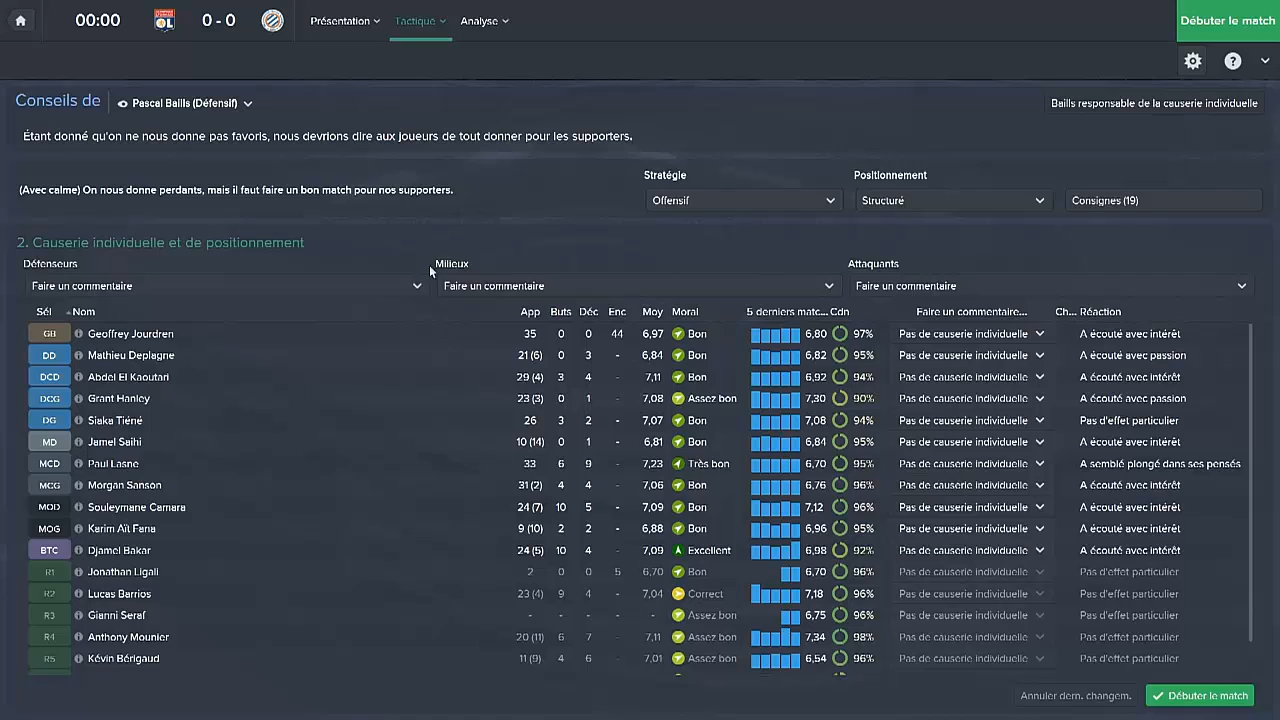 00:00 0 - 0 Présentation Tactique Analyse Débuter le match
Conseils de Pascal Baills (Défensif) Baills responsable de la causerie individuelle
Étant donné qu'on ne nous donne pas favoris, nous devrions dire aux joueurs de tout donner pour les supporters.
Stratégie Positionnement
(Avec calme) On nous donne perdants, mais il faut faire un bon match pour nos supporters.
Offensif Structuré Consignes (19)
2. Causerie individuelle et de positionnement
Défenseurs Milieux Attaquants
Faire un commentaire Faire un commentaire Faire un commentaire
Sél Nom App Buts Déc Enc Moy Moral 5 derniers matc... Cdn Faire un commentaire... Ch... Réaction
GB Geoffrey Jourdren 35 0 0 44 6,97 Bon 6,80 97% Pas de causerie individuelle A écouté avec intérêt
DD Mathieu Deplagne 21 (6) 0 3 - 6,84 Bon 6,82 95% Pas de causerie individuelle A écouté avec passion
DCD Abdel El Kaoutari 29 (4) 3 4 - 7,11 Bon 6,92 94% Pas de causerie individuelle A écouté avec intérêt
DCG Grant Hanley 23 (3) 0 1 - 7,08 Assez bon 7,30 90% Pas de causerie individuelle A écouté avec passion
DG Siaka Tiéné 26 3 2 - 7,07 Bon 7,08 94% Pas de causerie individuelle Pas d'effet particulier
MD Jamel Saihi 10 (14) 0 1 - 6,81 Bon 6,84 95% Pas de causerie individuelle A écouté avec intérêt
MCD Paul Lasne 33 6 9 - 7,23 Très bon 6,70 95% Pas de causerie individuelle A semblé plongé dans ses pensés
MCG Morgan Sanson 31 (2) 4 4 - 7,06 Bon 6,76 96% Pas de causerie individuelle A écouté avec intérêt
MOD Souleymane Camara 24 (7) 10 5 - 7,09 Bon 7,12 96% Pas de causerie individuelle A écouté avec intérêt
MOG Karim Aït Fana 9 (10) 2 2 - 6,88 Bon 6,96 95% Pas de causerie individuelle A écouté avec intérêt
BTC Djamel Bakar 24 (5) 10 4 - 7,09 Excellent 6,98 92% Pas de causerie individuelle A écouté avec intérêt
R1 Jonathan Ligali 2 0 0 5 6,70 Bon 6,70 96% Pas de causerie individuelle Pas d'effet particulier
R2 Lucas Barrios 23 (4) 9 4 - 7,04 Correct 7,18 96% Pas de causerie individuelle Pas d'effet particulier
R3 Gianni Seraf - - - - - Assez bon 6,75 96% Pas de causerie individuelle Pas d'effet particulier
R4 Anthony Mounier 20 (11) 6 7 - 7,11 Assez bon 7,34 98% Pas de causerie individuelle Pas d'effet particulier
R5 Kévin Bérigaud 11 (9) 4 6 - 7,01 Assez bon 6,54 96% Pas de causerie individuelle Pas d'effet particulier
Annuler dern. changem. Débuter le match